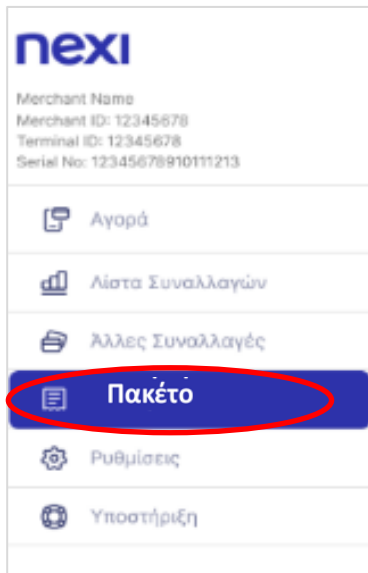 nexi
Merchant Name
Merchant ID: 12345678
Terminal ID: 12345678
Serial No: 12345678910111213
Αγορά
Λίστα Συναλλαγών
Άλλες Συναλλαγές
Πακέτο
Ρυθμίσεις
Υποστήριξη